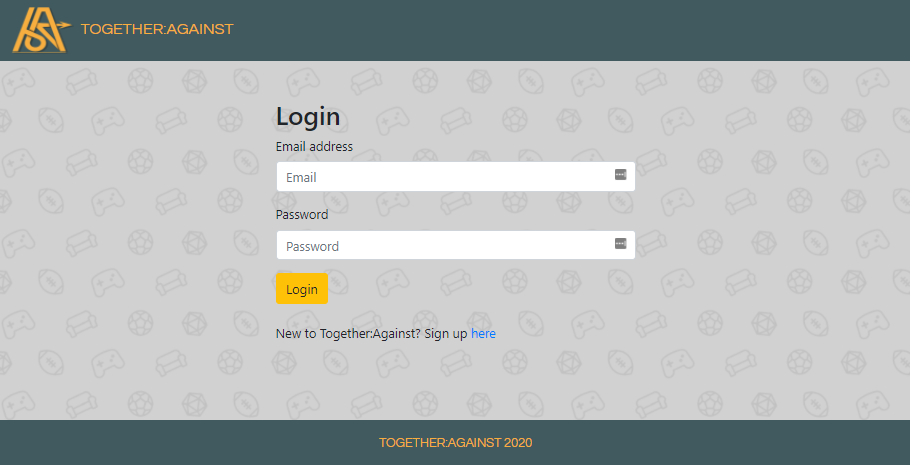 TOGETHER:AGAINST
Login
Email address
Email
Password
Password
Login
New to Together:Against? Sign up here
TOGETHER:AGAINST 2020